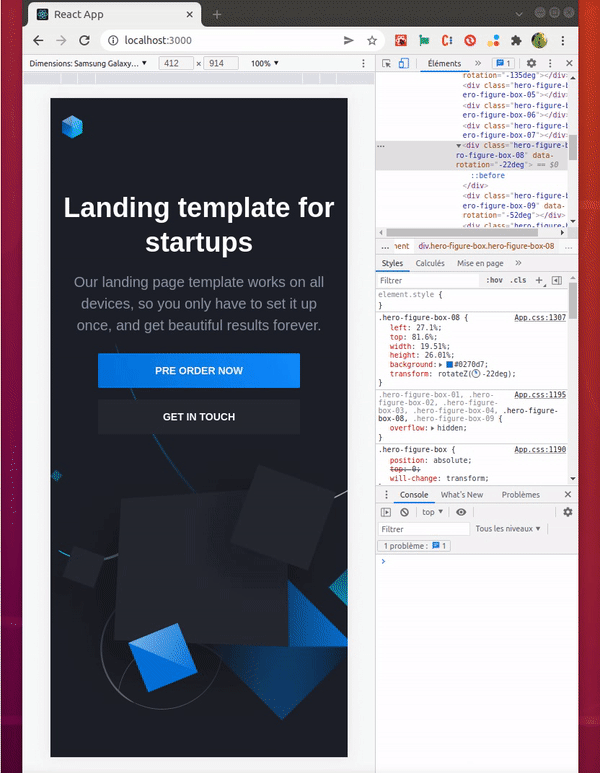 React App
localhost:3000
Dimensions: Samsung Galaxy... 412 × 914 100%
Éléments 1
rotation="-135deg"></div>
<div class="hero-figure-b
ero-figure-box-05"></div>
<div class="hero-figure-b
ero-figure-box-06"></div>
<div class="hero-figure-b
ero-figure-box-07"></div>
<div class="hero-figure-b
ro-figure-box-08" data-
rotation="-22deg"> == $0
::before
</div>
<div class="hero-figure-b
ero-figure-box-09" data-
rotation="-52deg"></div>
... ment div.hero-figure-box.hero-figure-box-08 ...
Styles Calculés Mise en page
Filtrer :hov .cls
element.style {
}
.hero-figure-box-08 { App.css:1307
left: 27.1%;
top: 81.6%;
width: 19.51%;
height: 26.01%;
background: #0270d7;
transform: rotateZ(-22deg);
}
.hero-figure-box-01, .hero- App.css:1195
figure-box-02, .hero-figure-
box-03, .hero-figure-box-04, .hero-figure-
box-08, .hero-figure-box-09 {
overflow: hidden;
}
.hero-figure-box { App.css:1190
position: absolute;
top: 0;
will-change: transform;
Console What's New Problèmes
top
Filtrer Tous les niveaux
1 problème : 1
Landing template for
startups
Our landing page template works on all
devices, so you only have to set it up
once, and get beautiful results forever.
PRE ORDER NOW
GET IN TOUCH